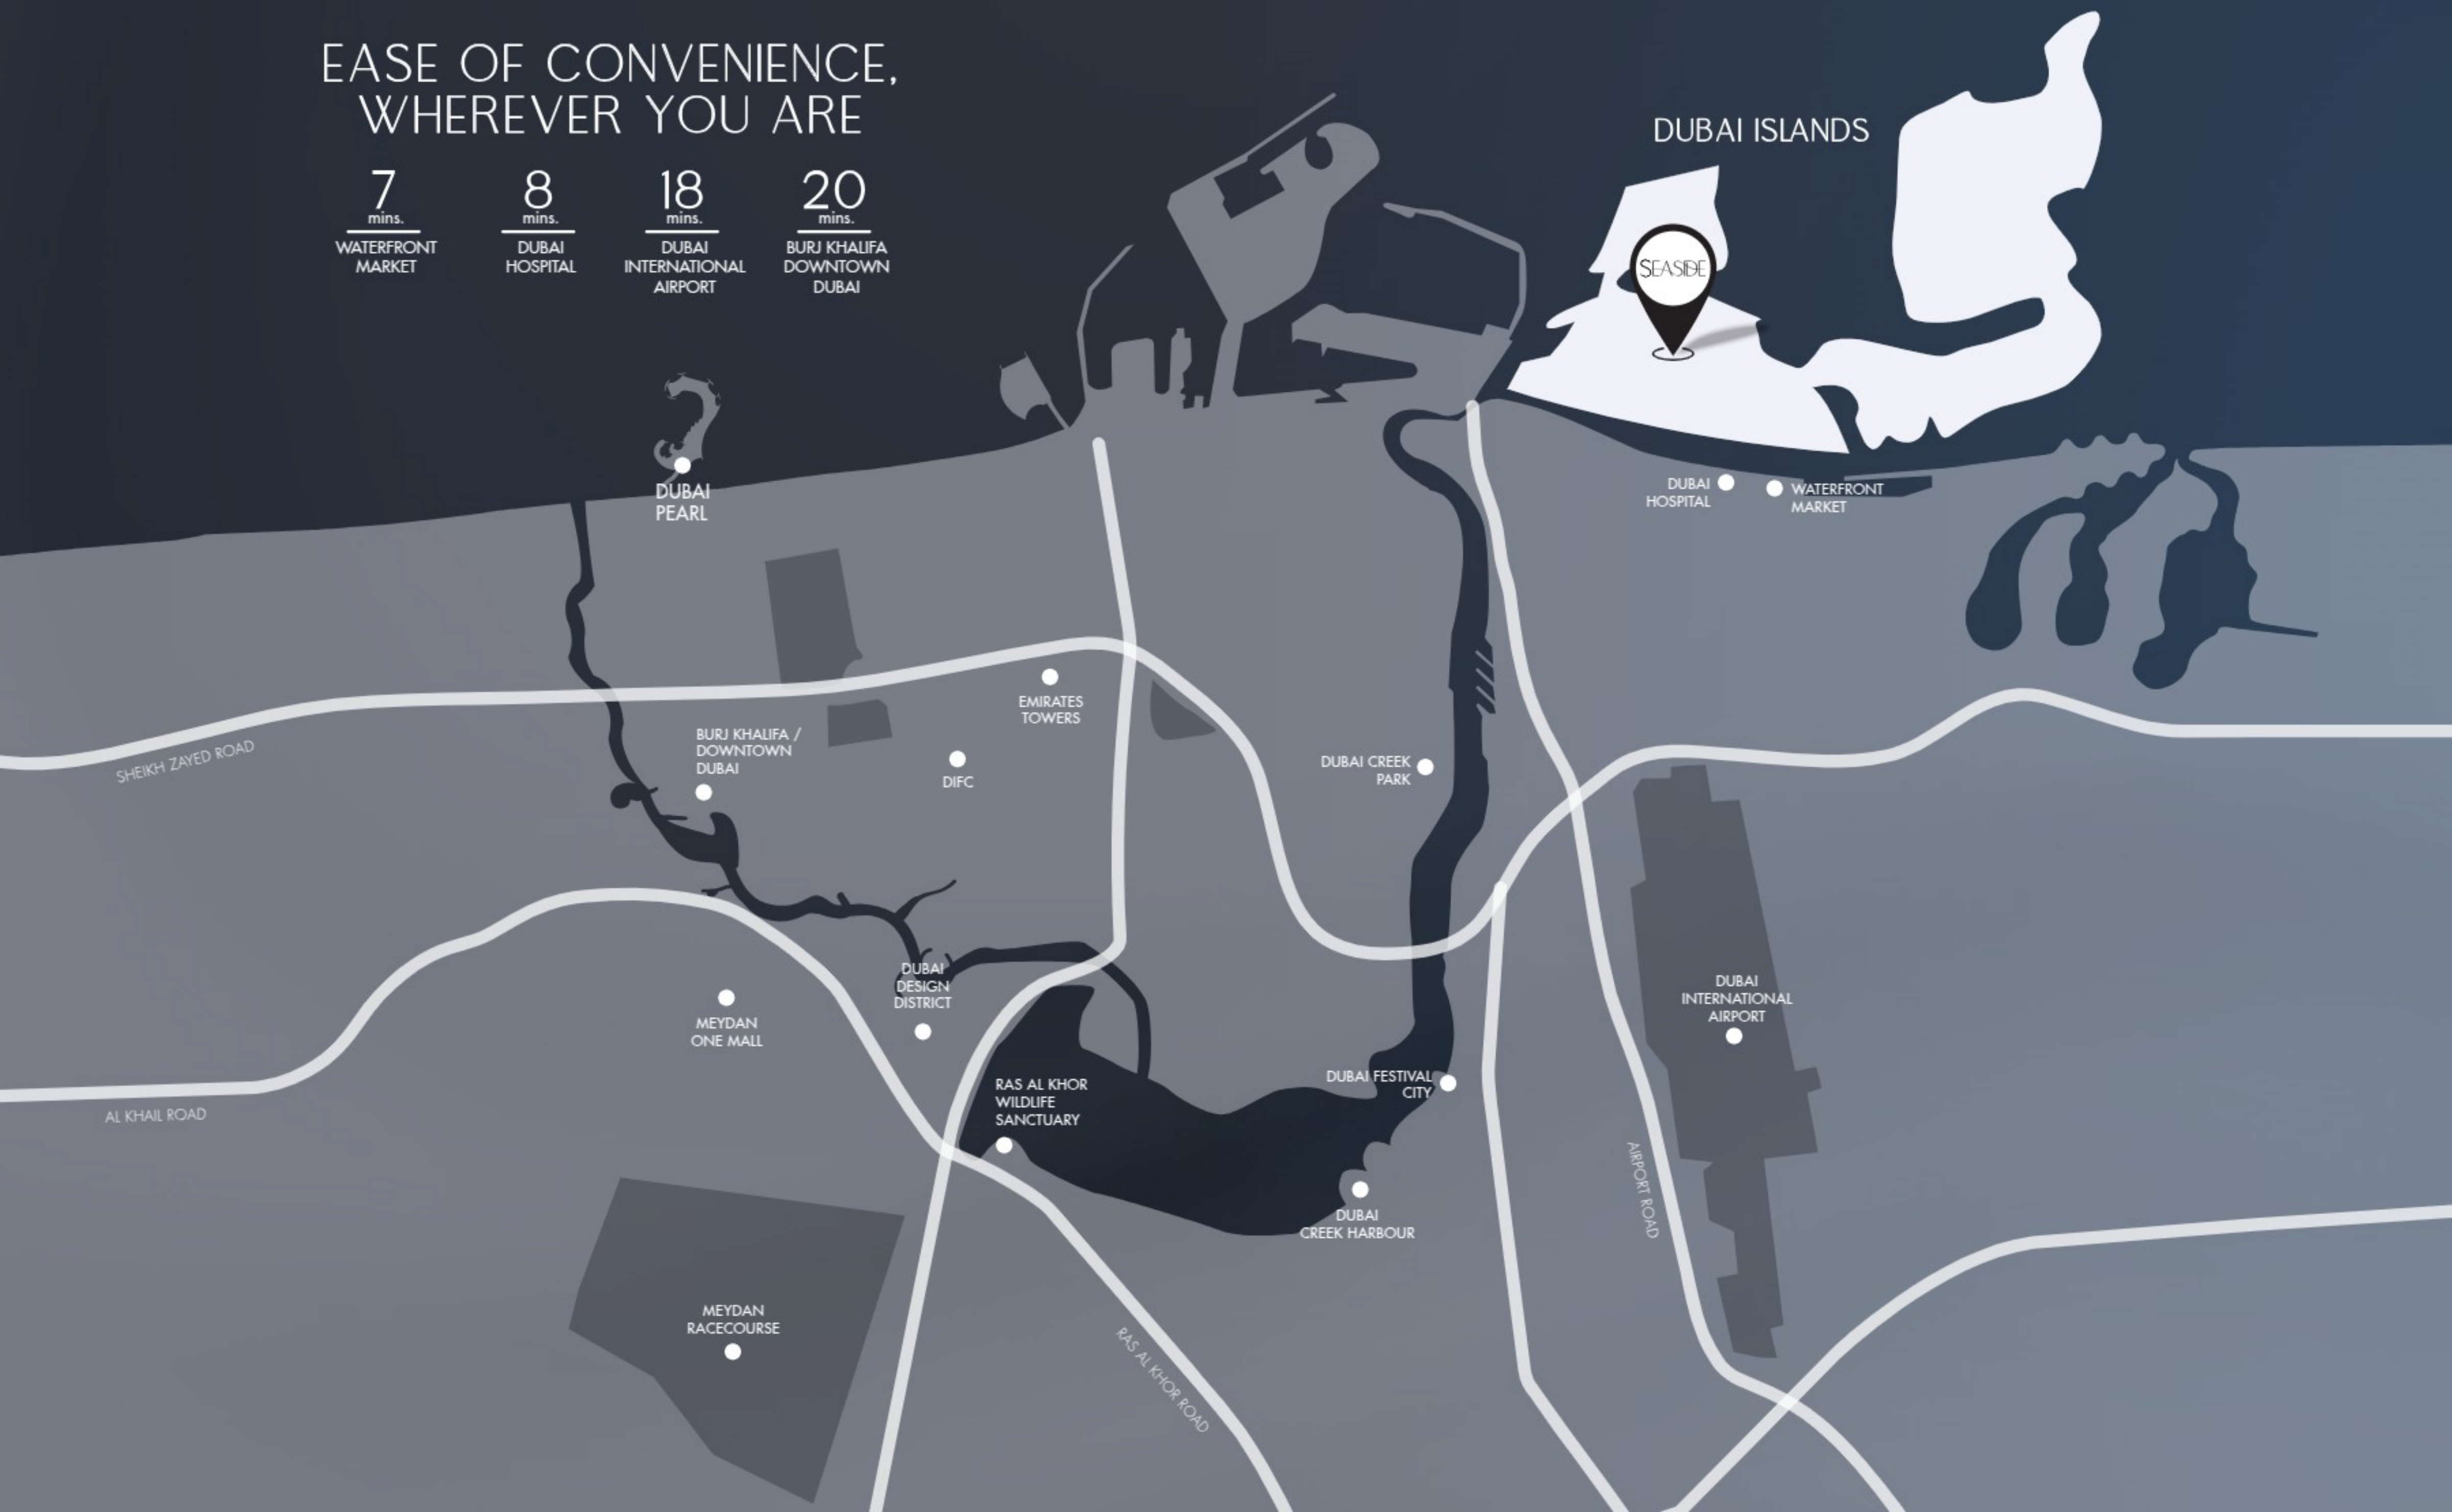 EASE OF CONVENIENCE,
WHEREVER YOU ARE
7
mins.
WATERFRONT
MARKET
8
mins.
DUBAI
HOSPITAL
18
mins.
DUBAI
INTERNATIONAL
AIRPORT
20
mins.
BURJ KHALIFA
DOWNTOWN
DUBAI
DUBAI ISLANDS
SEASIDE
DUBAI
PEARL
DUBAI
HOSPITAL
WATERFRONT
MARKET
EMIRATES
TOWERS
SHEIKH ZAYED ROAD
BURJ KHALIFA /
DOWNTOWN
DUBAI
DIFC
DUBAI CREEK
PARK
DUBAI
DESIGN
DISTRICT
MEYDAN
ONE MALL
DUBAI
INTERNATIONAL
AIRPORT
RAS AL KHOR
WILDLIFE
SANCTUARY
DUBAI FESTIVAL
CITY
AL KHAIL ROAD
AIRPORT ROAD
DUBAI
CREEK HARBOUR
MEYDAN
RACECOURSE
RAS AL KHOR ROAD